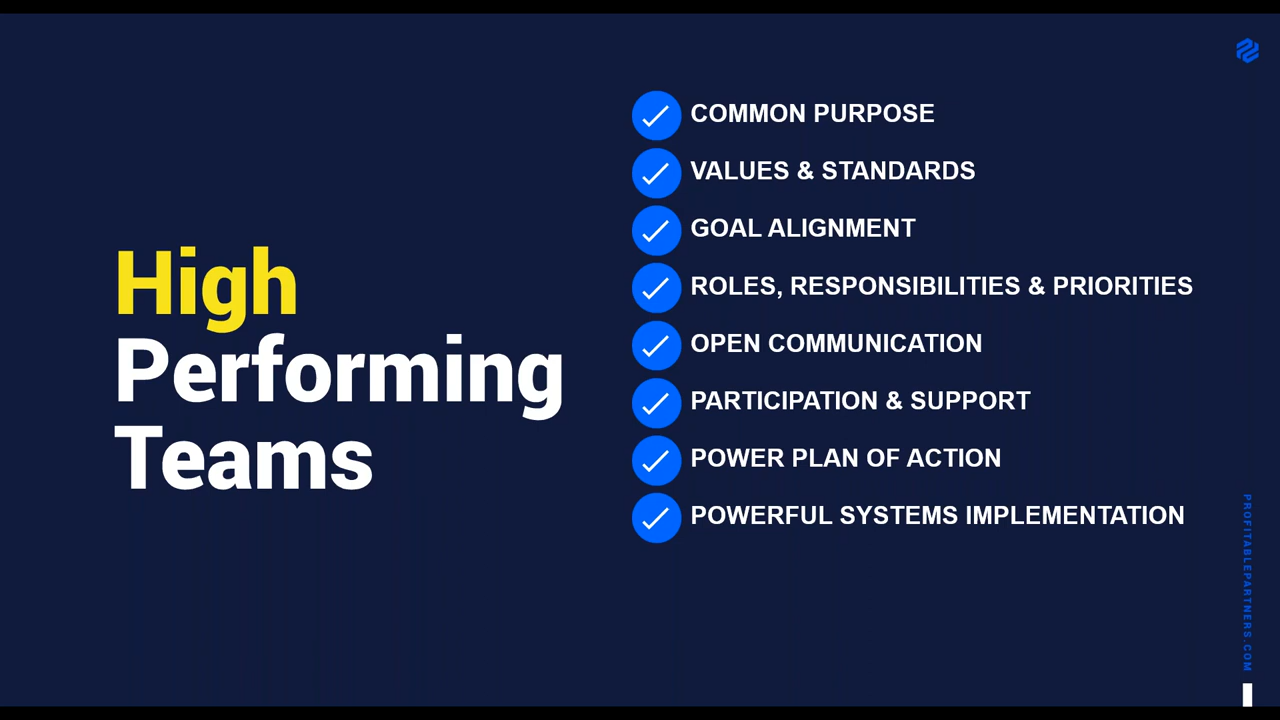 High
Performing
Teams
COMMON PURPOSE
VALUES & STANDARDS
GOAL ALIGNMENT
ROLES, RESPONSIBILITIES & PRIORITIES
OPEN COMMUNICATION
PARTICIPATION & SUPPORT
POWER PLAN OF ACTION
POWERFUL SYSTEMS IMPLEMENTATION
PROFITABLEPARTNERS.COM